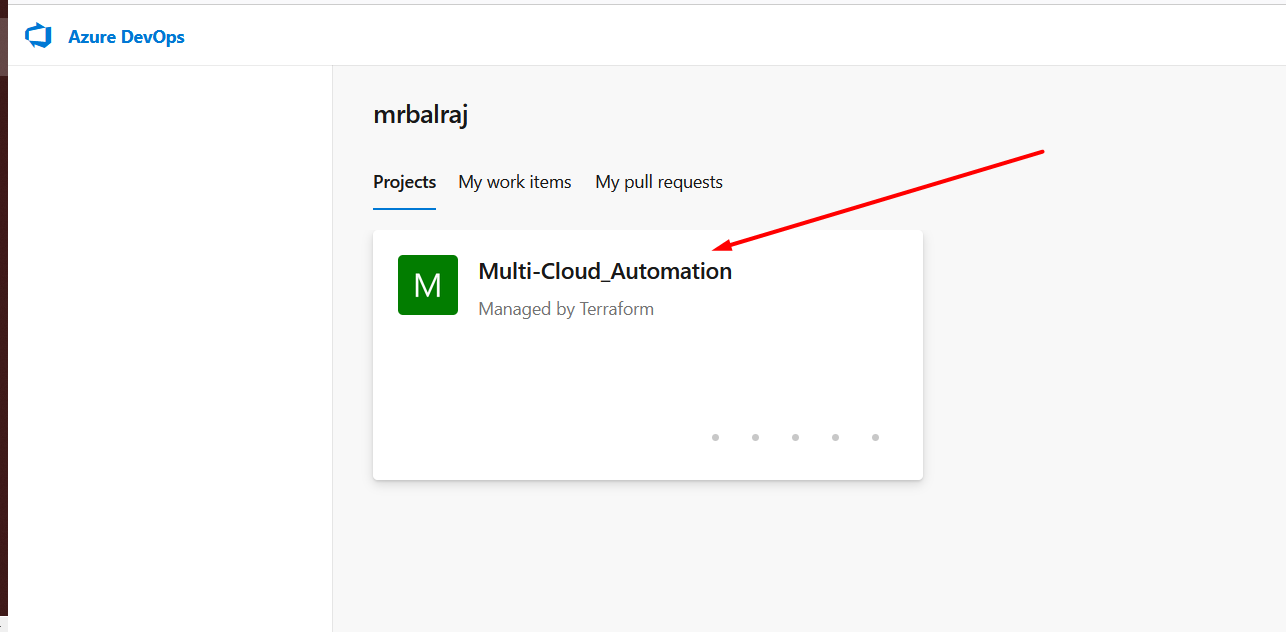 Azure DevOps
mrbalraj
Projects My work items My pull requests
M
Multi-Cloud_Automation
Managed by Terraform